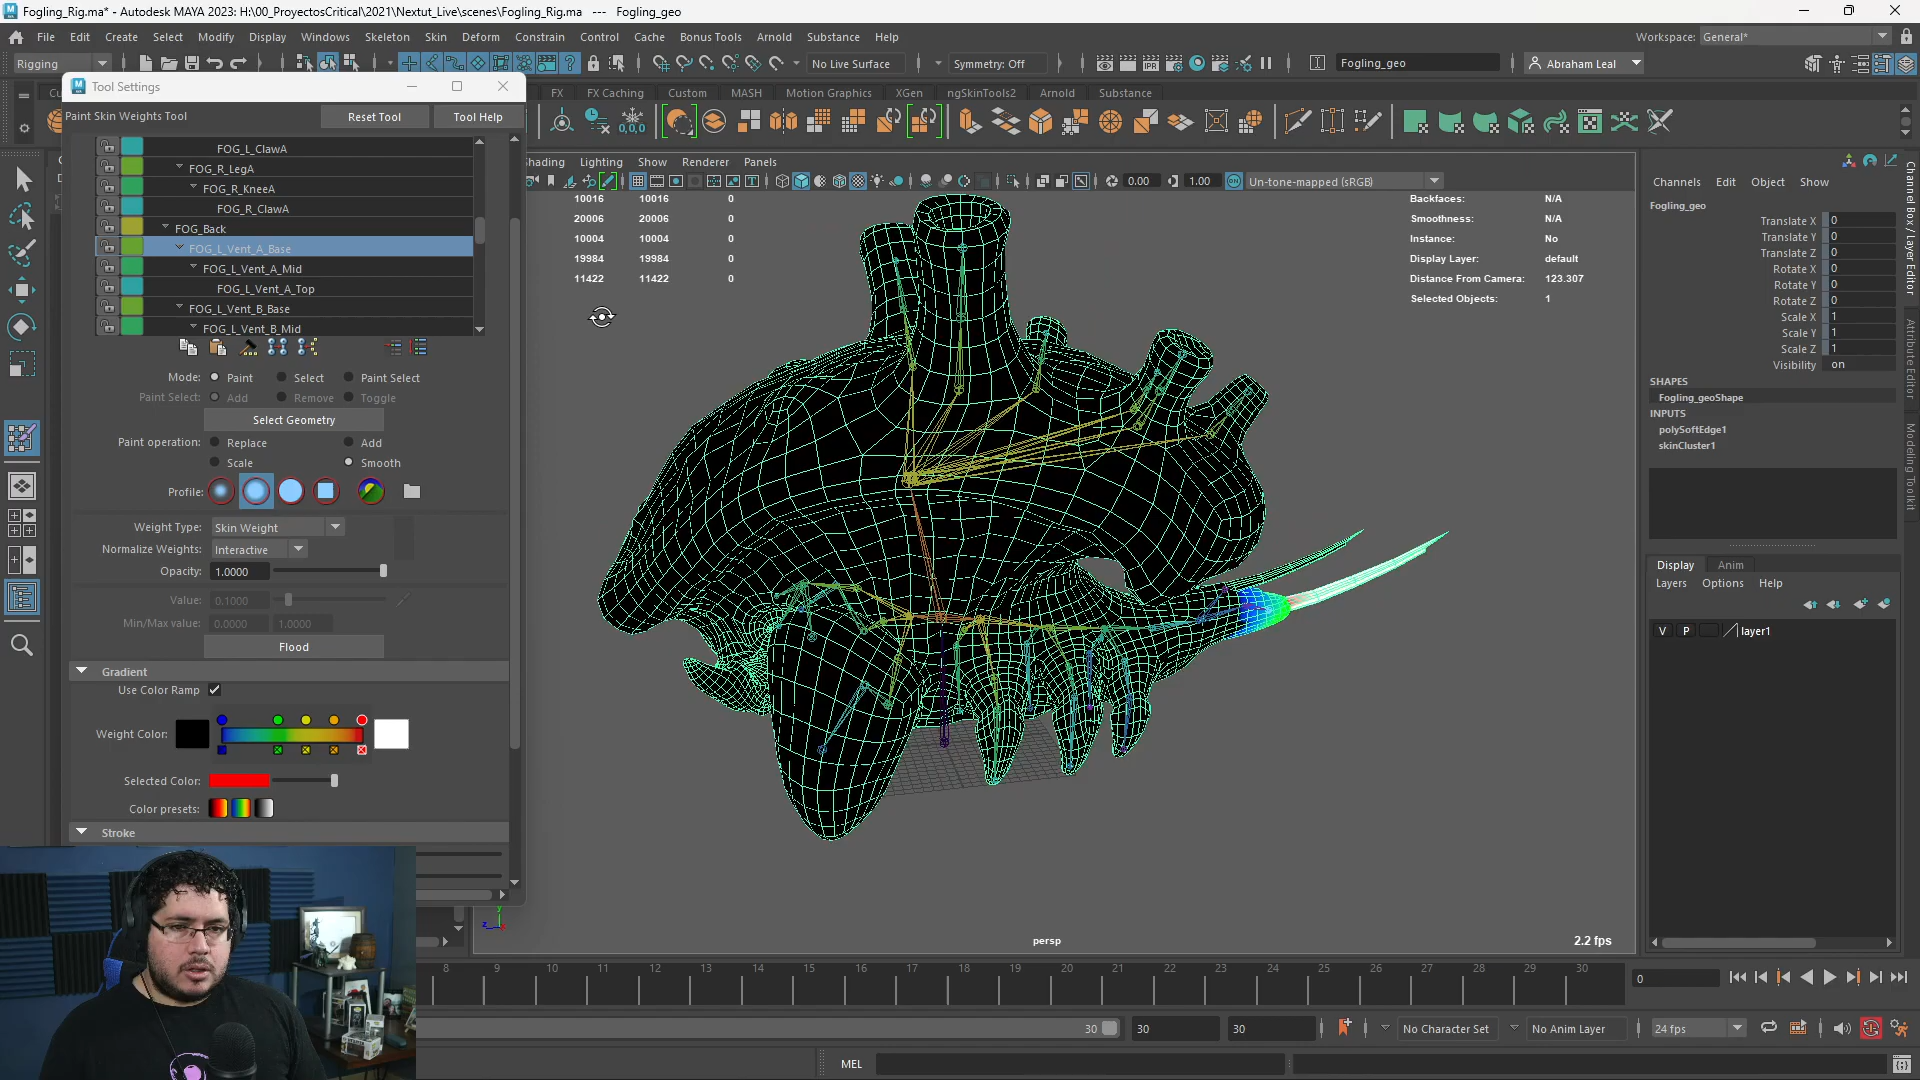 Fogling_Rig.ma* - Autodesk MAYA 2023: H:\00_ProyectosCritical\2021\Nextut_Live\scenes\Fogling_Rig.ma --- Fogling_geo
File Edit Create Select Modify Display Windows Skeleton Skin Deform Constrain Control Cache Bonus Tools Arnold Substance Help
Workspace: General*
Rigging
No Live Surface
Symmetry: Off
Fogling_geo
Abraham Leal
Tool Settings
FX FX Caching Custom MASH Motion Graphics XGen ngSkinTools2 Arnold Substance
Paint Skin Weights Tool
Reset Tool
Tool Help
FOG_L_ClawA
FOG_R_LegA
FOG_R_KneeA
FOG_R_ClawA
FOG_Back
FOG_L_Vent_A_Base
FOG_L_Vent_A_Mid
FOG_L_Vent_A_Top
FOG_L_Vent_B_Base
FOG_L_Vent_B_Mid
Mode: Paint Select Paint Select
Paint Select: Add Remove Toggle
Select Geometry
Paint operation: Replace Add
Scale Smooth
Profile:
Weight Type: Skin Weight
Normalize Weights: Interactive
Opacity: 1.0000
Value: 0.1000
Min/Max value: 0.0000 1.0000
Flood
Gradient
Use Color Ramp
Weight Color:
Selected Color:
Color presets:
Stroke
Lighting Show Renderer Panels
0.00
1.00
Un-tone-mapped (sRGB)
10016 10016 0
20006 20006 0
10004 10004 0
19984 19984 0
11422 11422 0
Backfaces: N/A
Smoothness: N/A
Instance: No
Display Layer: default
Distance From Camera: 123.307
Selected Objects: 1
persp
2.2 fps
Channels Edit Object Show
Fogling_geo
Translate X 0
Translate Y 0
Translate Z 0
Rotate X 0
Rotate Y 0
Rotate Z 0
Scale X 1
Scale Y 1
Scale Z 1
Visibility on
SHAPES
Fogling_geoShape
INPUTS
polySoftEdge1
skinCluster1
Display Anim
Layers Options Help
V P layer1
Channel Box / Layer Editor
Attribute Editor
Modeling Toolkit
8 9 10 11 12 13 14 15 16 17 18 19 20 21 22 23 24 25 26 27 28 29 30
0
30
30
30
No Character Set
No Anim Layer
24 fps
MEL